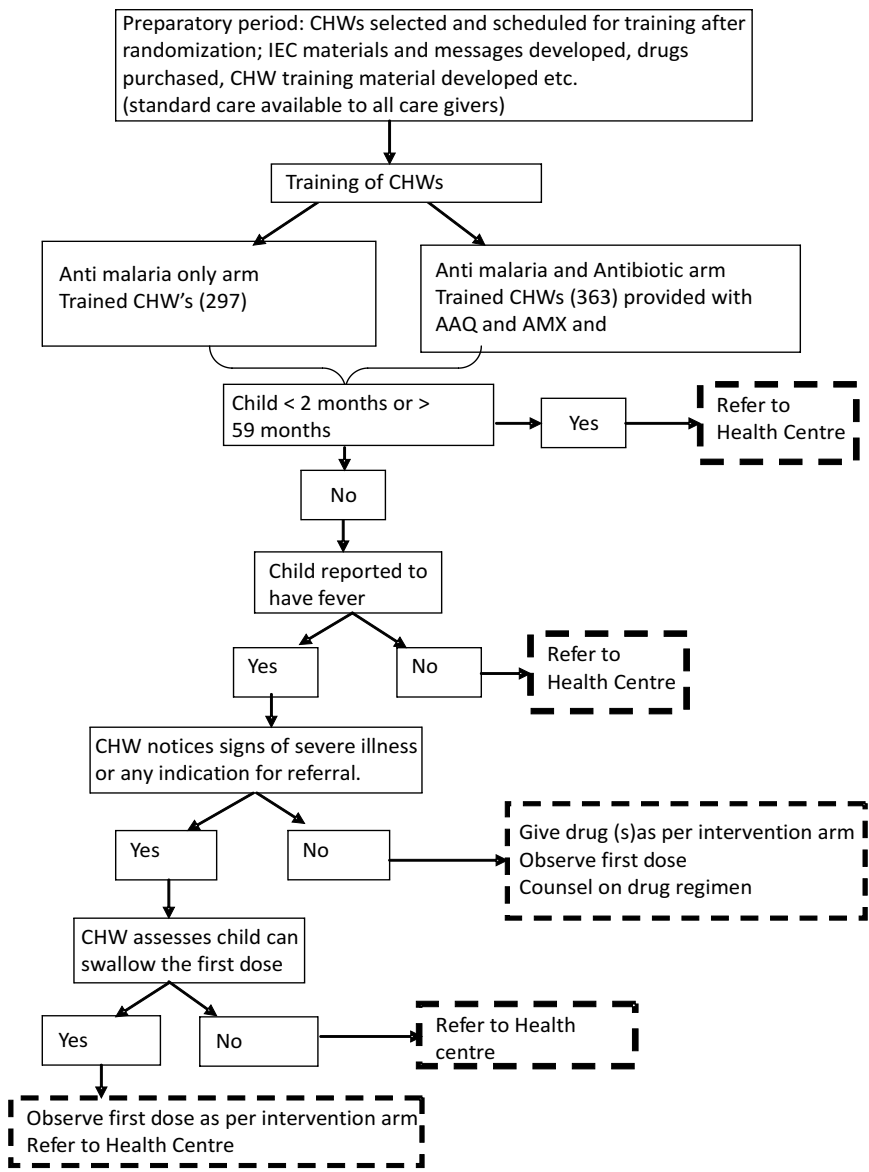 Preparatory period: CHWs selected and scheduled for training after
randomization; IEC materials and messages developed, drugs
purchased, CHW training material developed etc.
(standard care available to all care givers)
Training of CHWs
Anti malaria only arm
Trained CHW's (297)
Anti malaria and Antibiotic arm
Trained CHWs (363) provided with
AAQ and AMX and
Child < 2 months or >
59 months
Yes
Refer to
Health Centre
No
Child reported to
have fever
Yes
No
Refer to
Health Centre
CHW notices signs of severe illness
or any indication for referral.
Yes
No
Give drug (s)as per intervention arm
Observe first dose
Counsel on drug regimen
CHW assesses child can
swallow the first dose
Yes
No
Refer to Health
centre
Observe first dose as per intervention arm
Refer to Health Centre